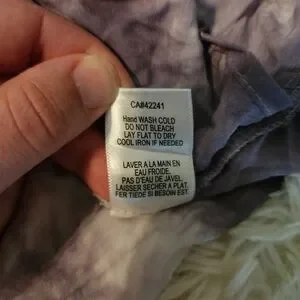 CA#42241
Hand WASH COLD
DO NOT BLEACH
LAY FLAT TO DRY
COOL IRON IF NEEDED
LAVER A LA MAIN EN
EAU FROIDE.
PAS D'EAU DE JAVEL.
LAISSER SECHER A PLAT.
FER TIEDE SI BESOIN EST.